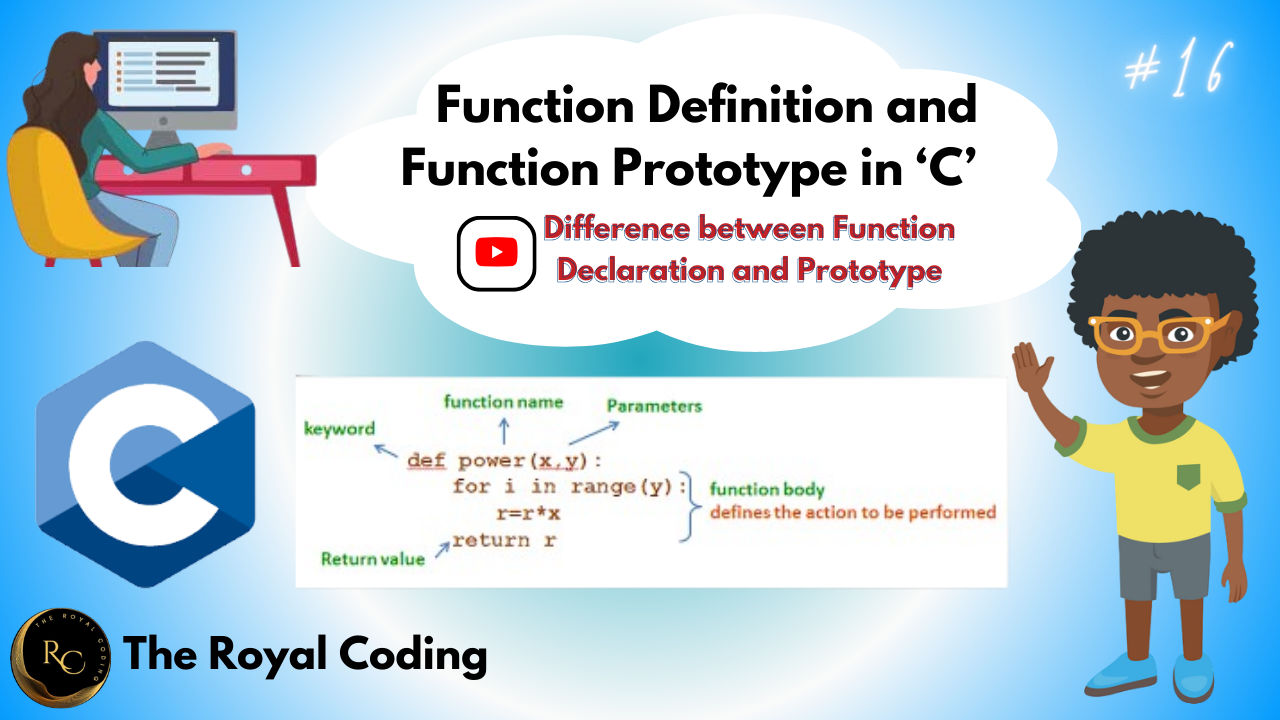 #16
Function Definition and
Function Prototype in ‘C’
Difference between Function
Declaration and Prototype
function name
Parameters
keyword
def power(x,y):
for i in range(y):
function body
r=r*x
defines the action to be performed
return r
Return value
THE ROYAL CODING
RC
The Royal Coding